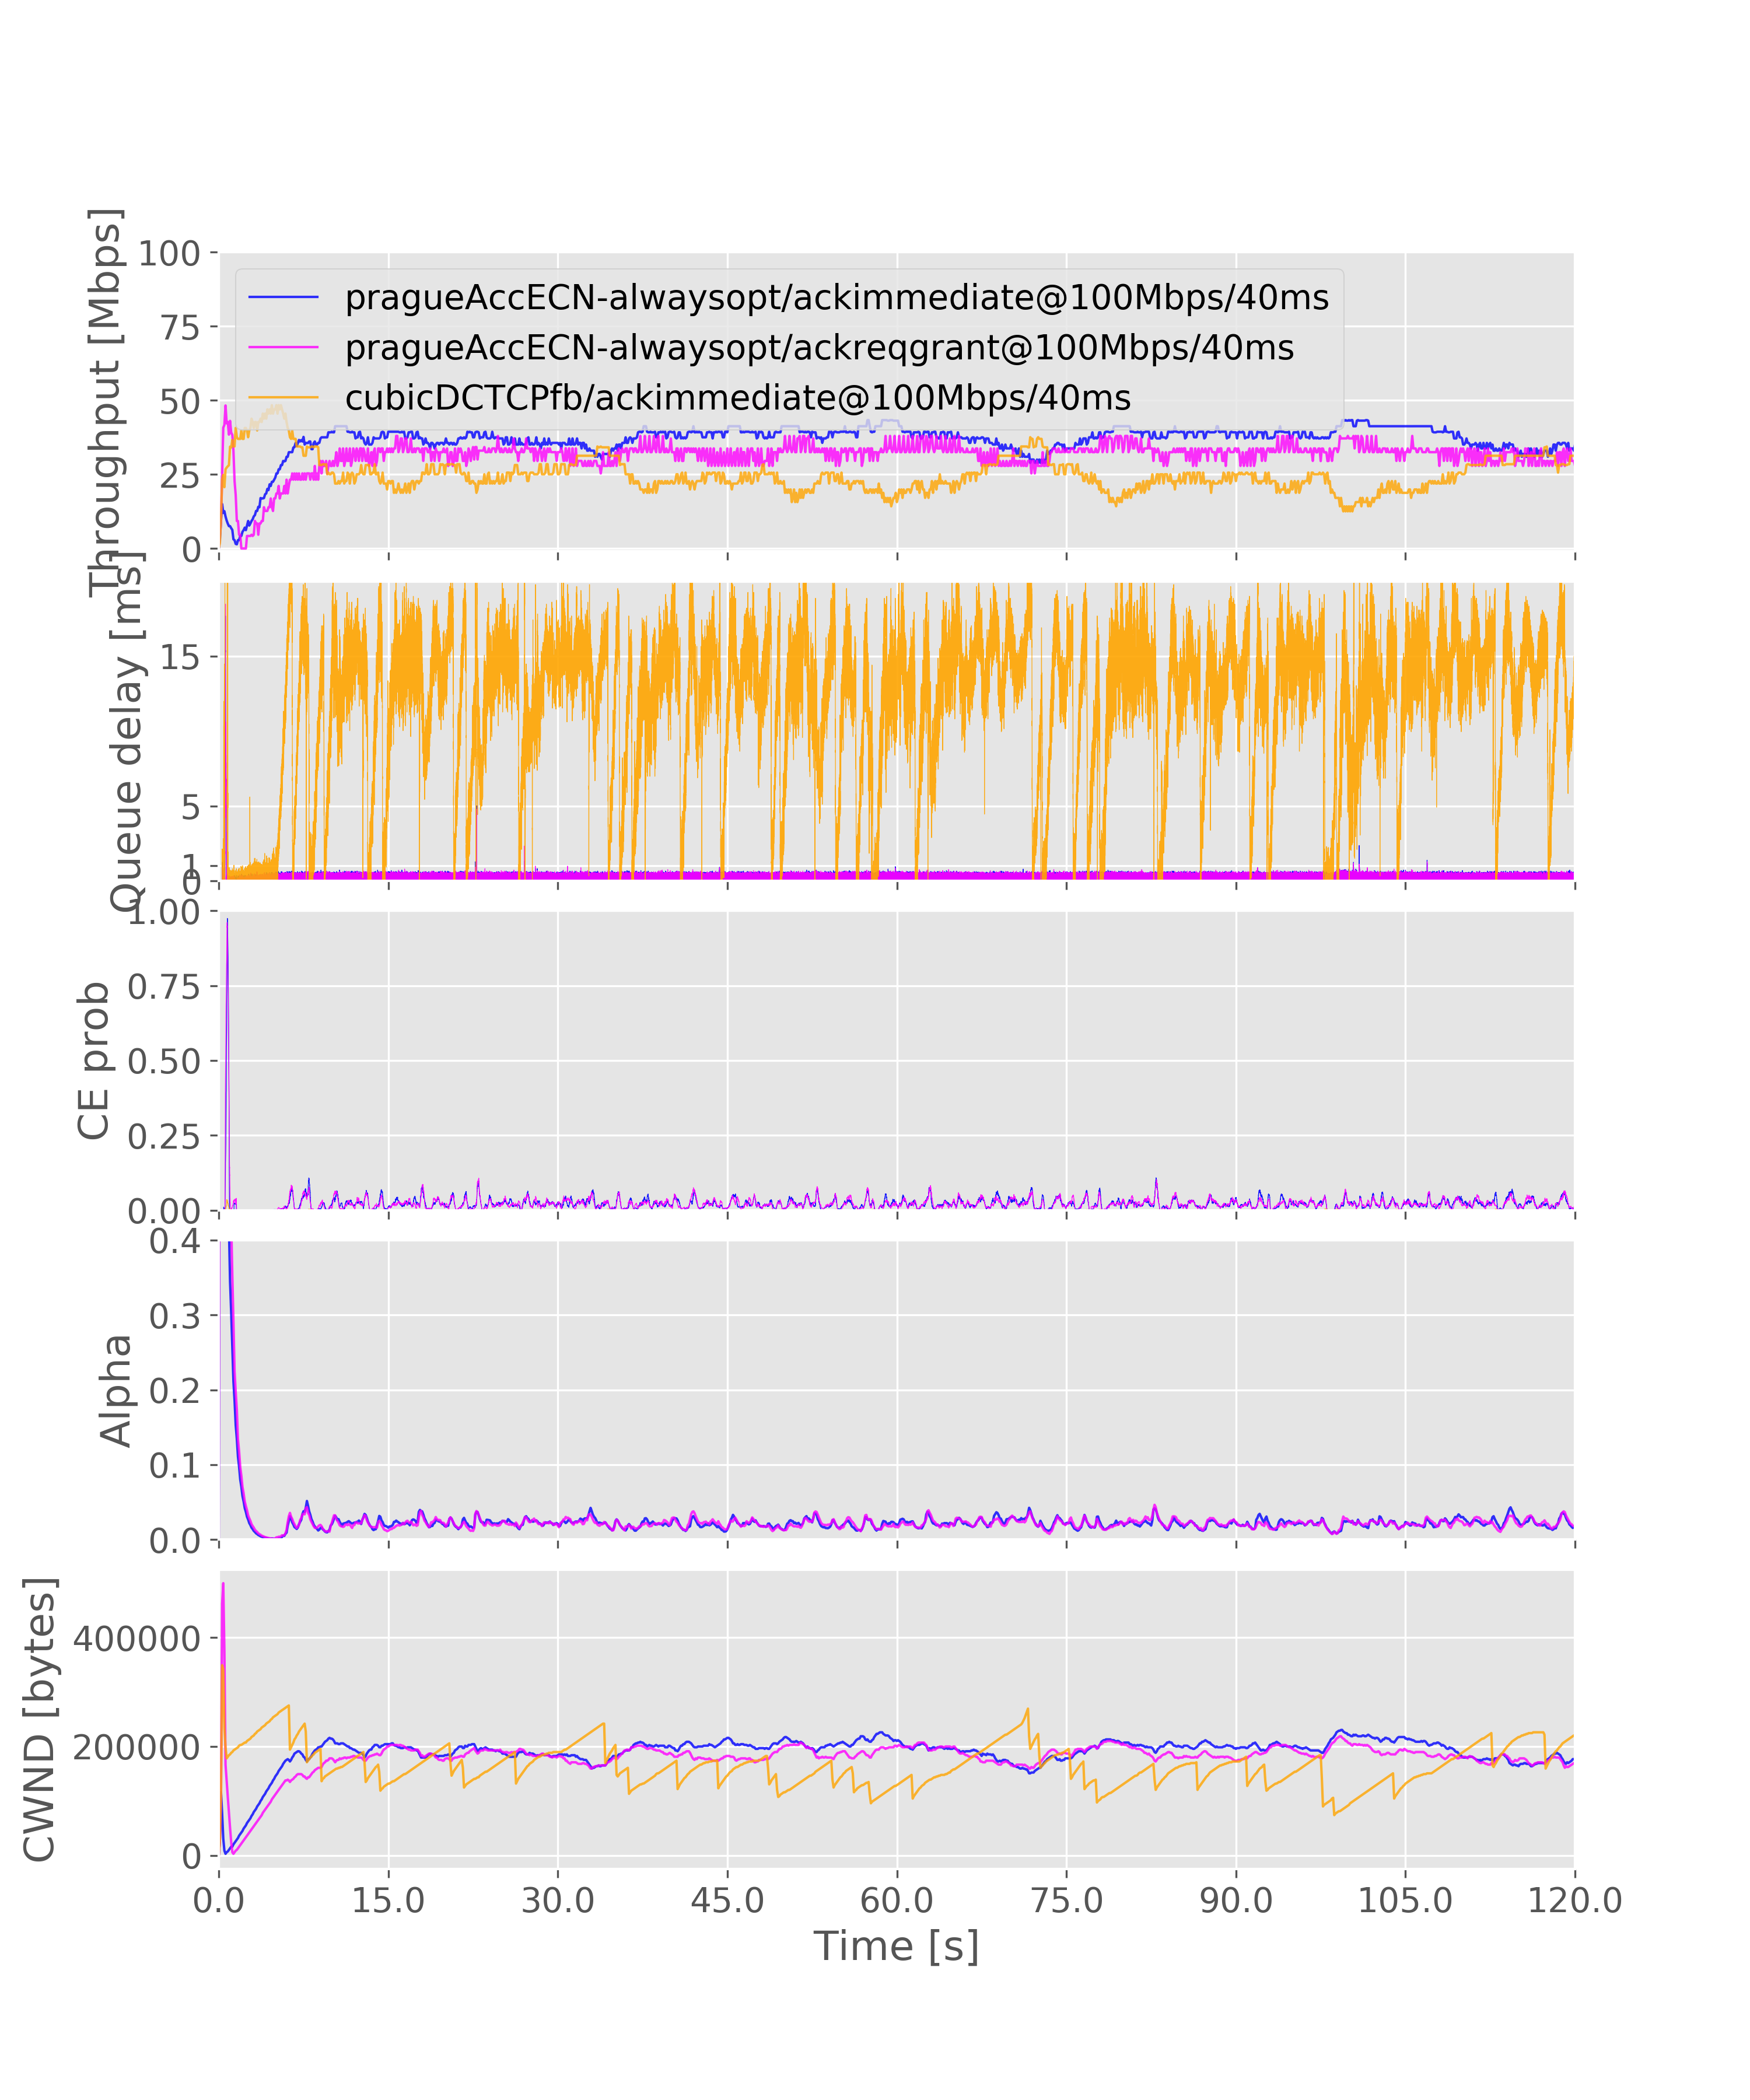 Throughput [Mbps]
100
75
50
25
0
pragueAccECN-alwaysopt/ackimmediate@100Mbps/40ms
pragueAccECN-alwaysopt/ackreqgrant@100Mbps/40ms
cubicDCTCPfb/ackimmediate@100Mbps/40ms
Queue delay [ms]
15
5
1
0
CE prob
1.00
0.75
0.50
0.25
0.00
Alpha
0.4
0.3
0.2
0.1
0.0
CWND [bytes]
400000
200000
0
0.0 15.0 30.0 45.0 60.0 75.0 90.0 105.0 120.0
Time [s]